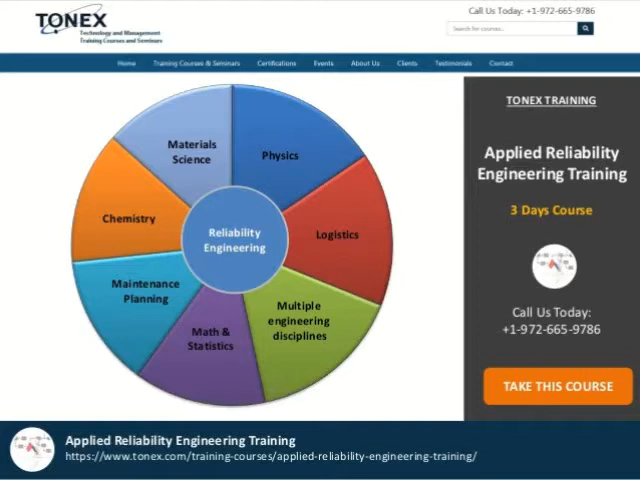 TONEX
Technology and Management
Training Courses and Seminars
Call Us Today: +1-972-665-9786
Search for courses...
Home Training Courses & Seminars Certifications Events About Us Clients Testimonials Contact
Materials
Science
Physics
Chemistry
Reliability
Engineering
Logistics
Maintenance
Planning
Multiple
engineering
disciplines
Math &
Statistics
TONEX TRAINING
Applied Reliability
Engineering Training
3 Days Course
Call Us Today:
+1-972-665-9786
TAKE THIS COURSE
Applied Reliability Engineering Training
https://www.tonex.com/training-courses/applied-reliability-engineering-training/